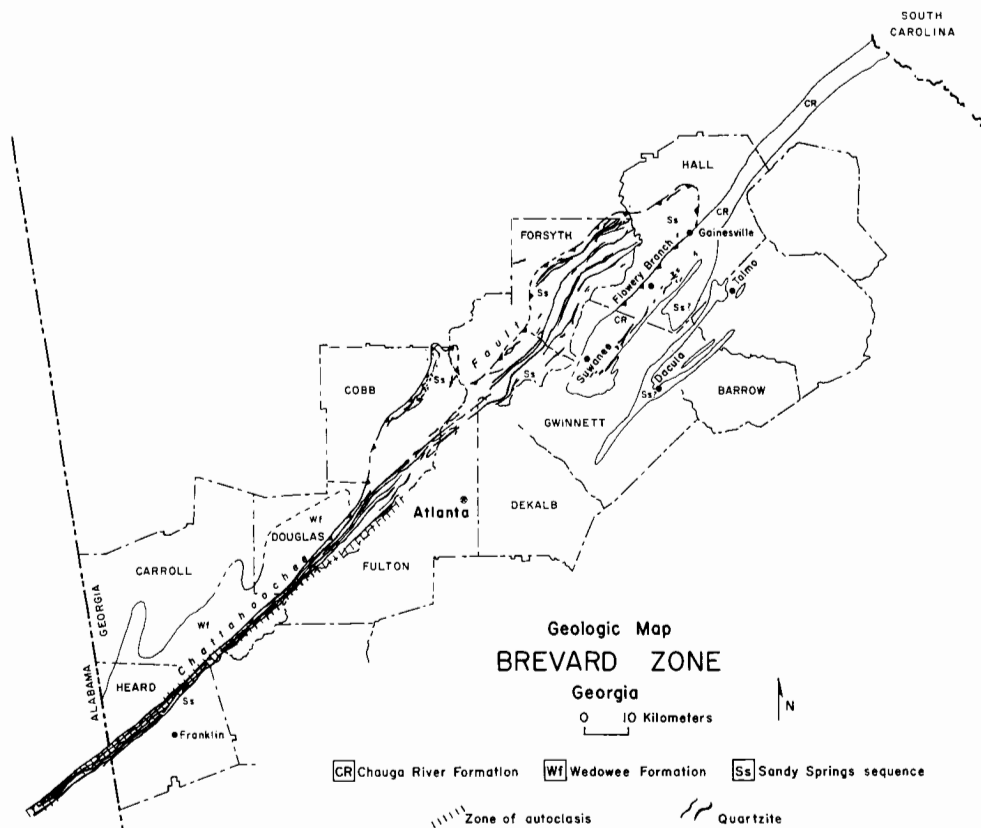 SOUTH
CAROLINA
CR
HALL
CR
Ss
Gainesville
FORSYTH
Flowery Branch
Talmo
Ss
Ss?
CR
Fault
Suwanee
Ss
Dacula
Ss?
COBB
Ss
BARROW
GWINNETT
Atlanta
DEKALB
Wf
DOUGLAS
FULTON
CARROLL
Chattahoochee
GEORGIA
ALABAMA
Wf
HEARD
Ss
Franklin
Geologic Map
BREVARD ZONE
Georgia
0 10 Kilometers
N
CR Chauga River Formation
Wf Wedowee Formation
Ss Sandy Springs sequence
Zone of autoclasis
Quartzite